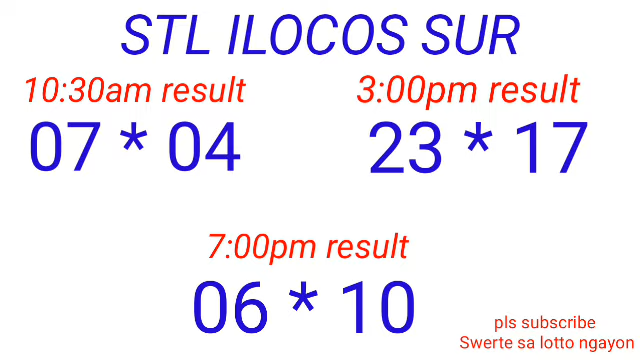 STL ILOCOS SUR
10:30am result
07 * 04
3:00pm result
23 * 17
7:00pm result
06 * 10
pls subscribe
Swerte sa lotto ngayon